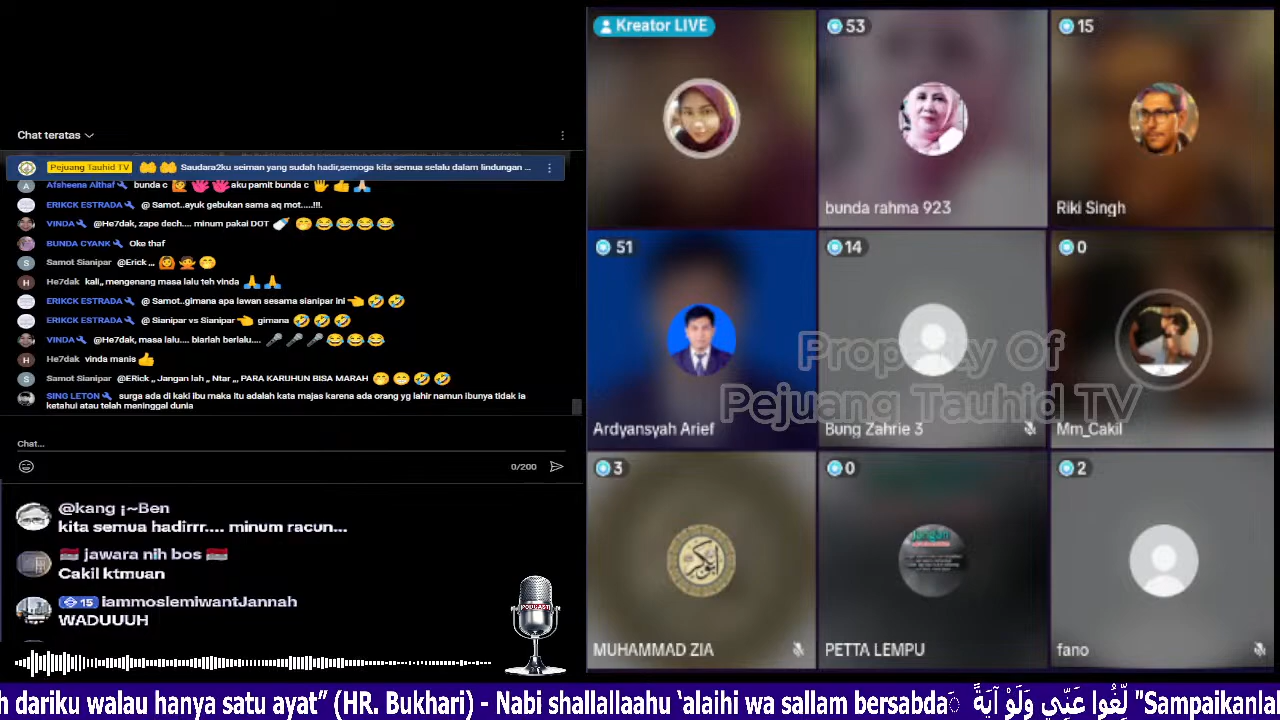 Chat teratas
Pejuang Tauhid TV Saudara2ku seiman yang sudah hadir,semoga kita semua selalu dalam lindungan ...
Afsheena Althaf bunda c 🙋 👋 👋 aku pamit bunda c 🖐 👍 🙏
ERIKCK ESTRADA @ Samot..ayuk gebukan sama aq mot.....!!!.
VINDA @He7dak, zape dech.... minum pakai DOT 🍼 🤭 😂 😂 😂 😂
BUNDA CYANK Oke thaf
Samot Sianipar @Erick ,,, 🙆 🙅 🤭
He7dak kali,, mengenang masa lalu teh vinda 🙏 🙏
ERIKCK ESTRADA @ Samot..gimana apa lawan sesama sianipar ini 👈 🤣 🤣
ERIKCK ESTRADA @ Sianipar vs Sianipar 👈 gimana 🤣 🤣 🤣
VINDA @He7dak, masa lalu.... biarlah berlalu.... 🎤 🎤 🎤 😂 😂 😂
He7dak vinda manis 👍
Samot Sianipar @ERick ,, Jangan lah ,, Ntar ,,, PARA KARUHUN BISA MARAH 🤭 😁 🤣 🤣
SING LETON surga ada di kaki ibu maka itu adalah kata majas karena ada orang yg lahir namun ibunya tidak ia
ketahui atau telah meninggal dunia
Chat...
0/200
@kang ¡~Ben
kita semua hadirrr.... minum racun...
🇮🇩 jawara nih bos 🇮🇩
Cakil ktmuan
15 iammoslemiwantJannah
WADUUUH
PODCAST
Kreator LIVE
53
bunda rahma 923
15
Riki Singh
51
Ardyansyah Arief
14
Bung Zahrie 3
0
Mm_Cakil
Property Of
Pejuang Tauhid TV
3
MUHAMMAD ZIA
0
Jangan
PETTA LEMPU
2
fano
h dariku walau hanya satu ayat” (HR. Bukhari) - Nabi shallallaahu ‘alaihi wa sallam bersabda لِّغُوا عَنِّي وَلَوْ آيَةً "Sampaikanlah